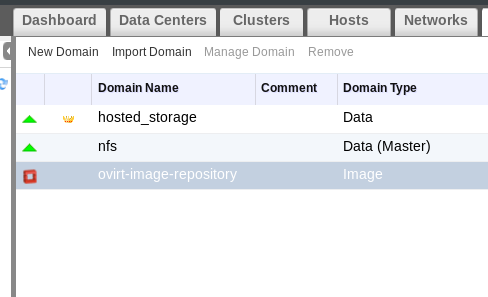 Dashboard Data Centers Clusters Hosts Networks
New Domain Import Domain Manage Domain Remove
Domain Name Comment Domain Type
hosted_storage Data
nfs Data (Master)
ovirt-image-repository Image